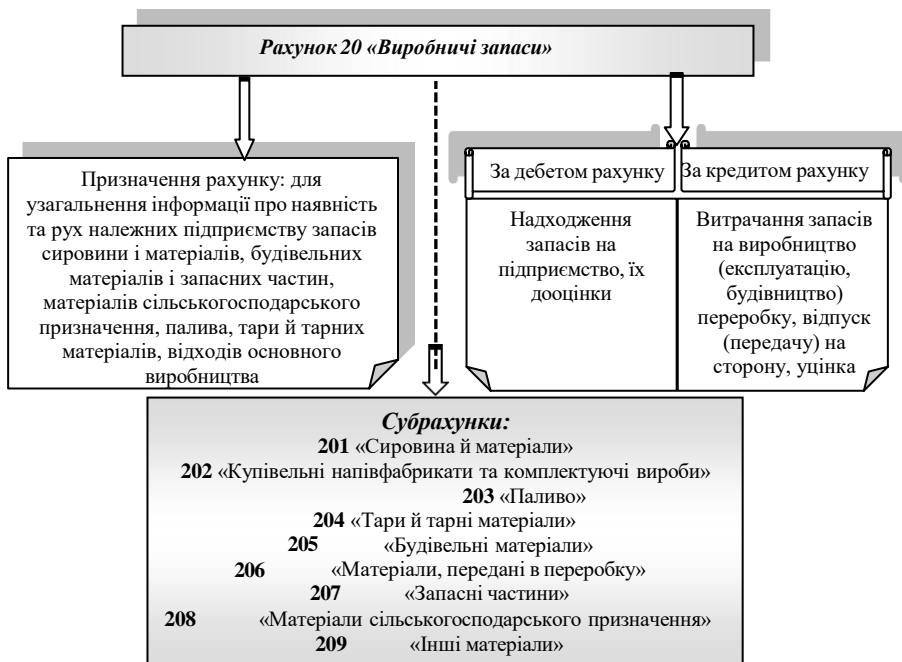 Рахунок 20 «Виробничі запаси»
Призначення рахунку: для
узагальнення інформації про наявність
та рух належних підприємству запасів
сировини і матеріалів, будівельних
матеріалів і запасних частин,
матеріалів сільськогосподарського
призначення, палива, тари й тарних
матеріалів, відходів основного
виробництва
За дебетом рахунку
Надходження
запасів на
підприємство, їх
дооцінки
За кредитом рахунку
Витрачання запасів
на виробництво
(експлуатацію,
будівництво)
переробку, відпуск
(передачу) на
сторону, уцінка
Субрахунки:
201 «Сировина й матеріали»
202 «Купівельні напівфабрикати та комплектуючі вироби»
203 «Паливо»
204 «Тари й тарні матеріали»
205 «Будівельні матеріали»
206 «Матеріали, передані в переробку»
207 «Запасні частини»
208 «Матеріали сільськогосподарського призначення»
209 «Інші матеріали»